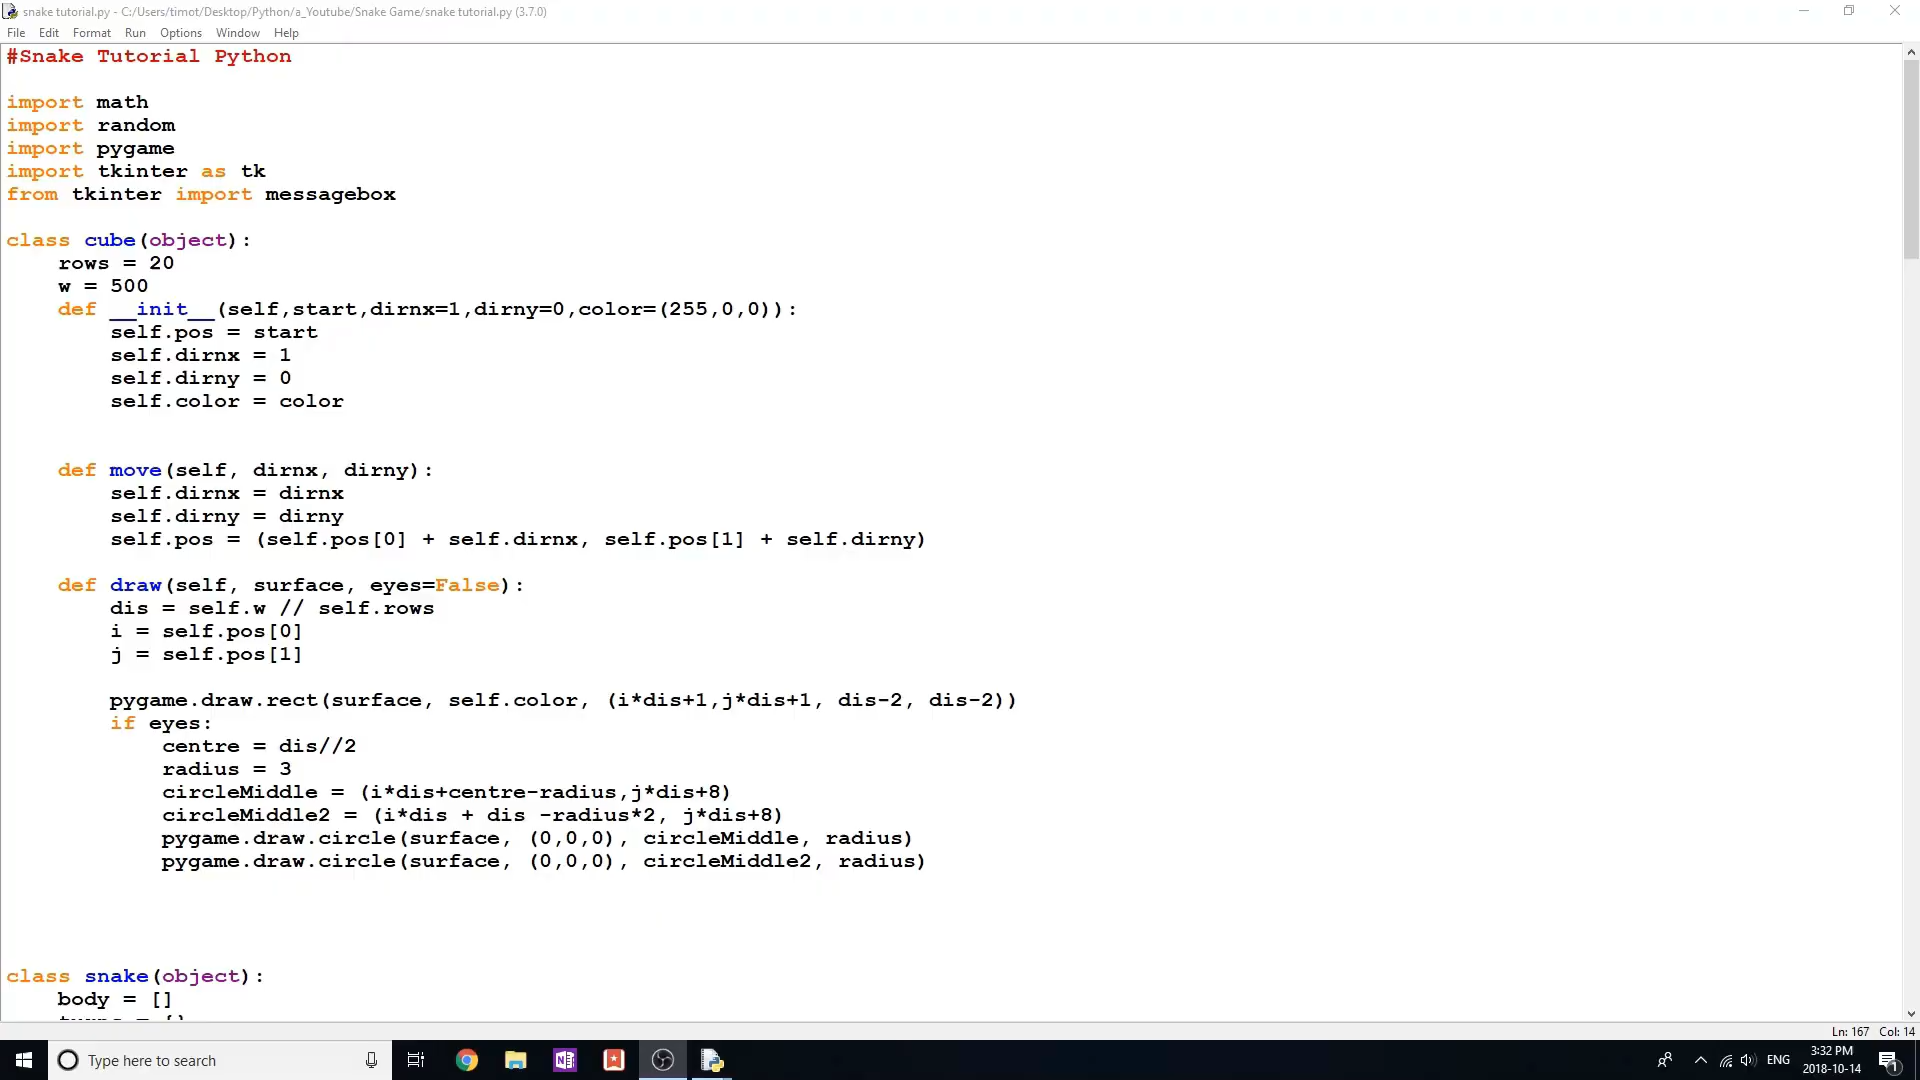 snake tutorial.py - C:/Users/timot/Desktop/Python/a_Youtube/Snake Game/snake tutorial.py (3.7.0)
File Edit Format Run Options Window Help
#Snake Tutorial Python
import math
import random
import pygame
import tkinter as tk
from tkinter import messagebox
class cube(object):
    rows = 20
    w = 500
    def __init__(self,start,dirnx=1,dirny=0,color=(255,0,0)):
        self.pos = start
        self.dirnx = 1
        self.dirny = 0
        self.color = color
    def move(self, dirnx, dirny):
        self.dirnx = dirnx
        self.dirny = dirny
        self.pos = (self.pos[0] + self.dirnx, self.pos[1] + self.dirny)
    def draw(self, surface, eyes=False):
        dis = self.w // self.rows
        i = self.pos[0]
        j = self.pos[1]
        pygame.draw.rect(surface, self.color, (i*dis+1,j*dis+1, dis-2, dis-2))
        if eyes:
            centre = dis//2
            radius = 3
            circleMiddle = (i*dis+centre-radius,j*dis+8)
            circleMiddle2 = (i*dis + dis -radius*2, j*dis+8)
            pygame.draw.circle(surface, (0,0,0), circleMiddle, radius)
            pygame.draw.circle(surface, (0,0,0), circleMiddle2, radius)
class snake(object):
    body = []
Ln: 167 Col: 14
Type here to search
ENG
3:32 PM
2018-10-14
1